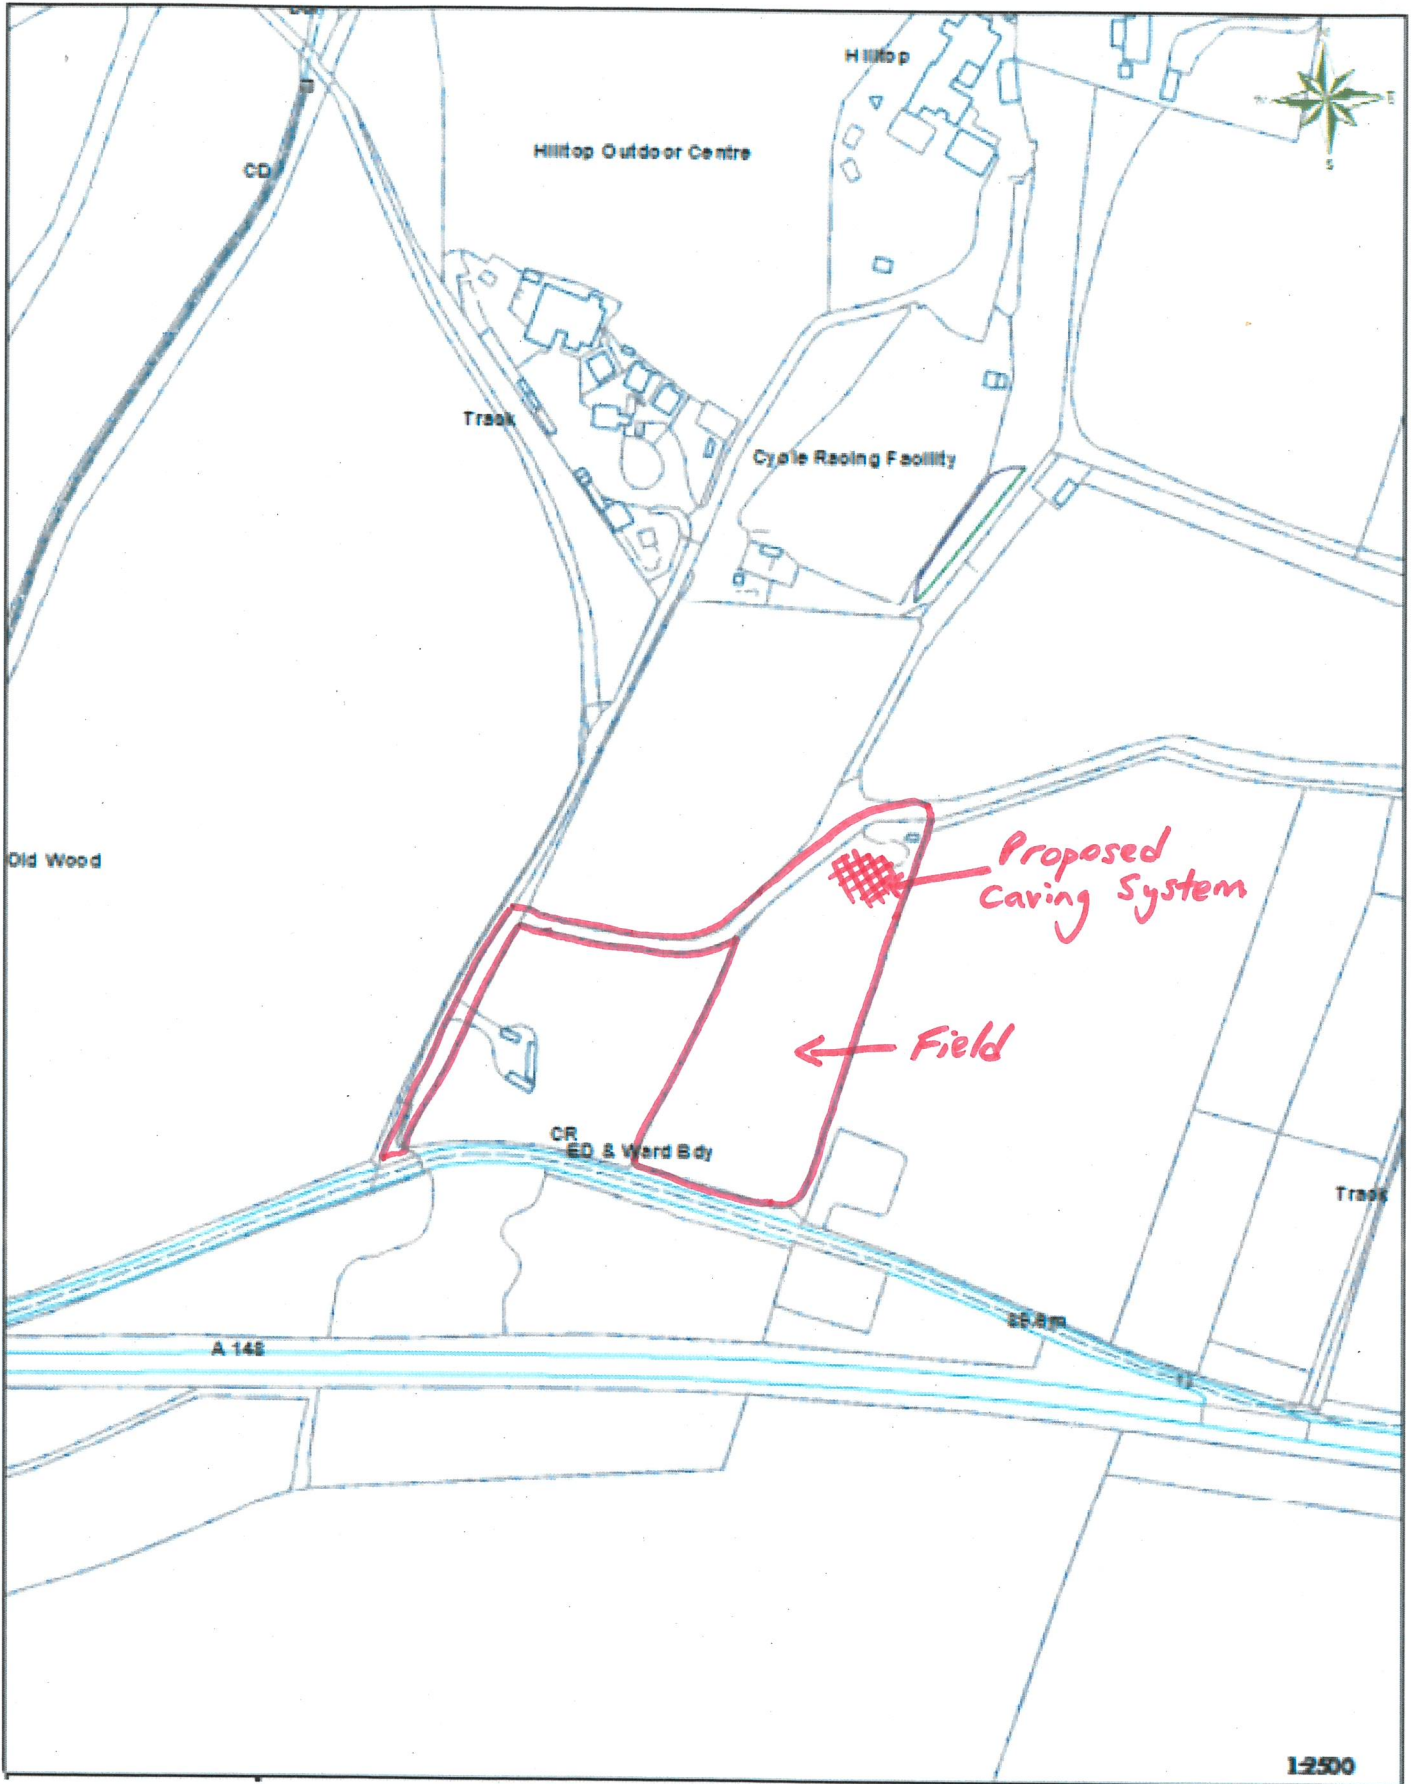 Hilltop
E
S
Hilltop Outdoor Centre
CD
Track
Cycle Racing Facility
Old Wood
Proposed
Caving System
Field
CR
ED & Ward Bdy
Track
A 148
1:2500